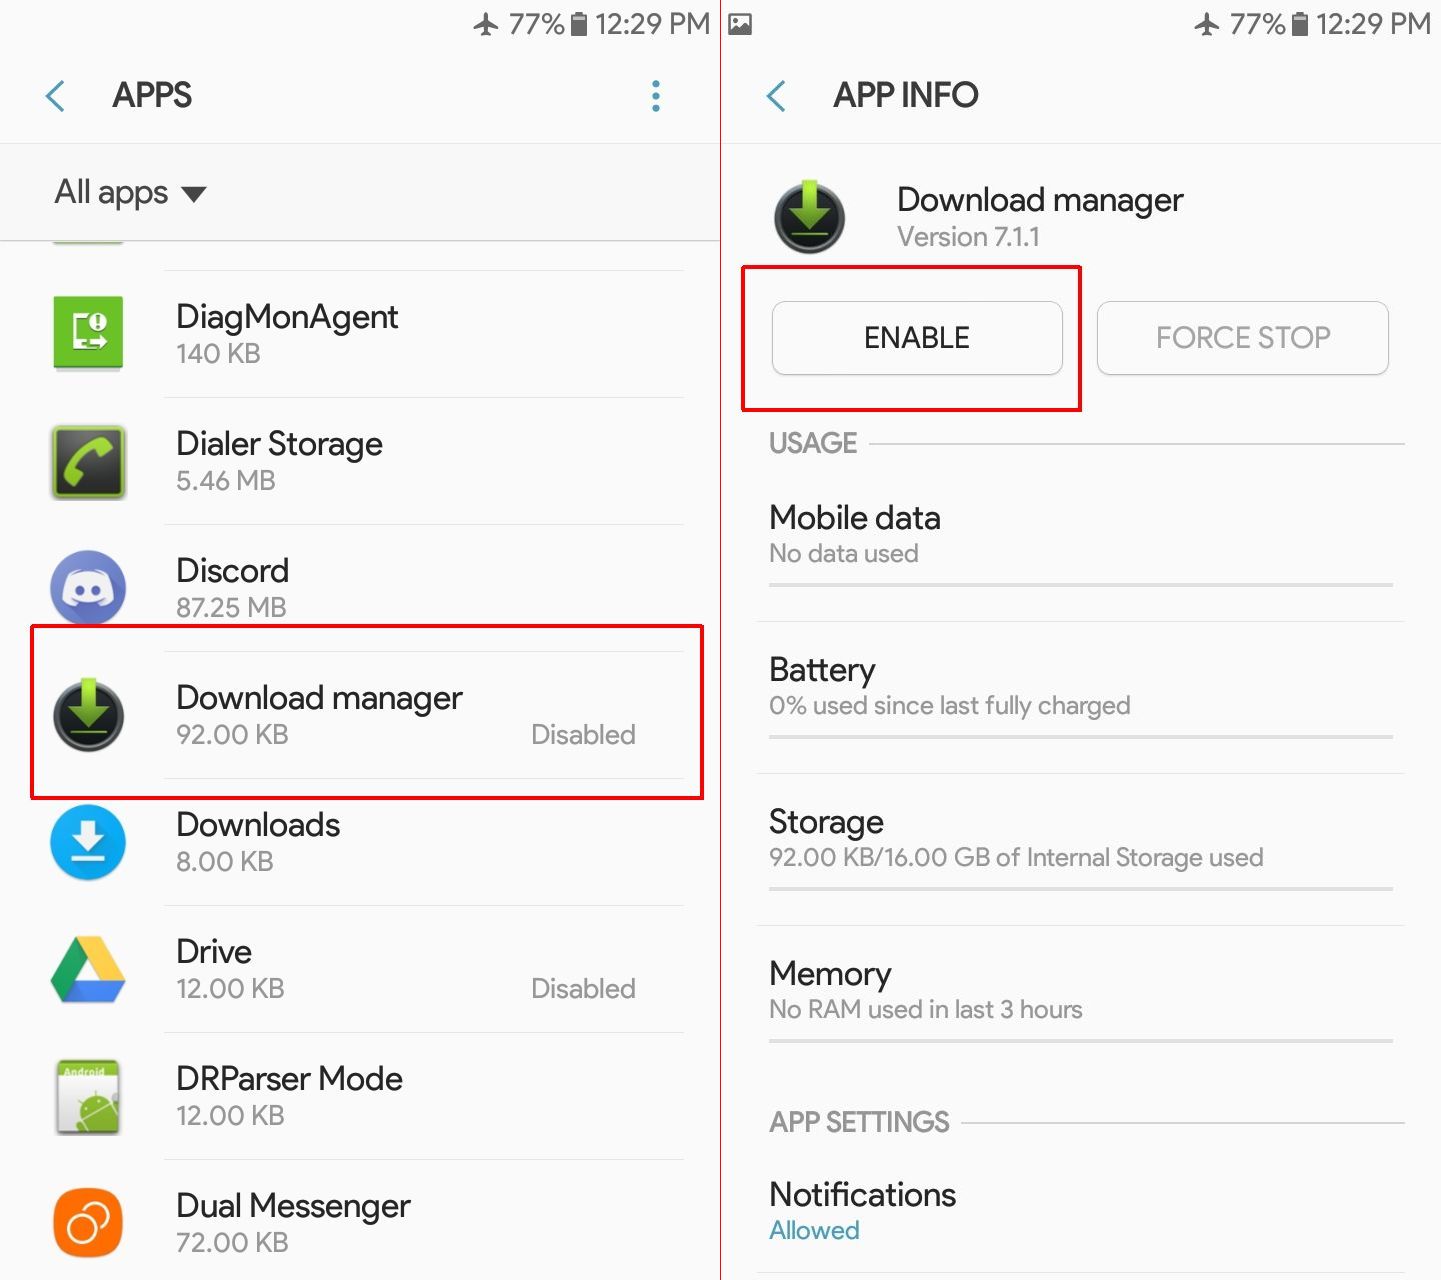 77% 12:29 PM
APPS
All apps
DiagMonAgent
140 KB
Dialer Storage
5.46 MB
Discord
87.25 MB
Download manager
92.00 KB Disabled
Downloads
8.00 KB
Drive
12.00 KB Disabled
Android
DRParser Mode
12.00 KB
Dual Messenger
72.00 KB
77% 12:29 PM
APP INFO
Download manager
Version 7.1.1
ENABLE FORCE STOP
USAGE
Mobile data
No data used
Battery
0% used since last fully charged
Storage
92.00 KB/16.00 GB of Internal Storage used
Memory
No RAM used in last 3 hours
APP SETTINGS
Notifications
Allowed